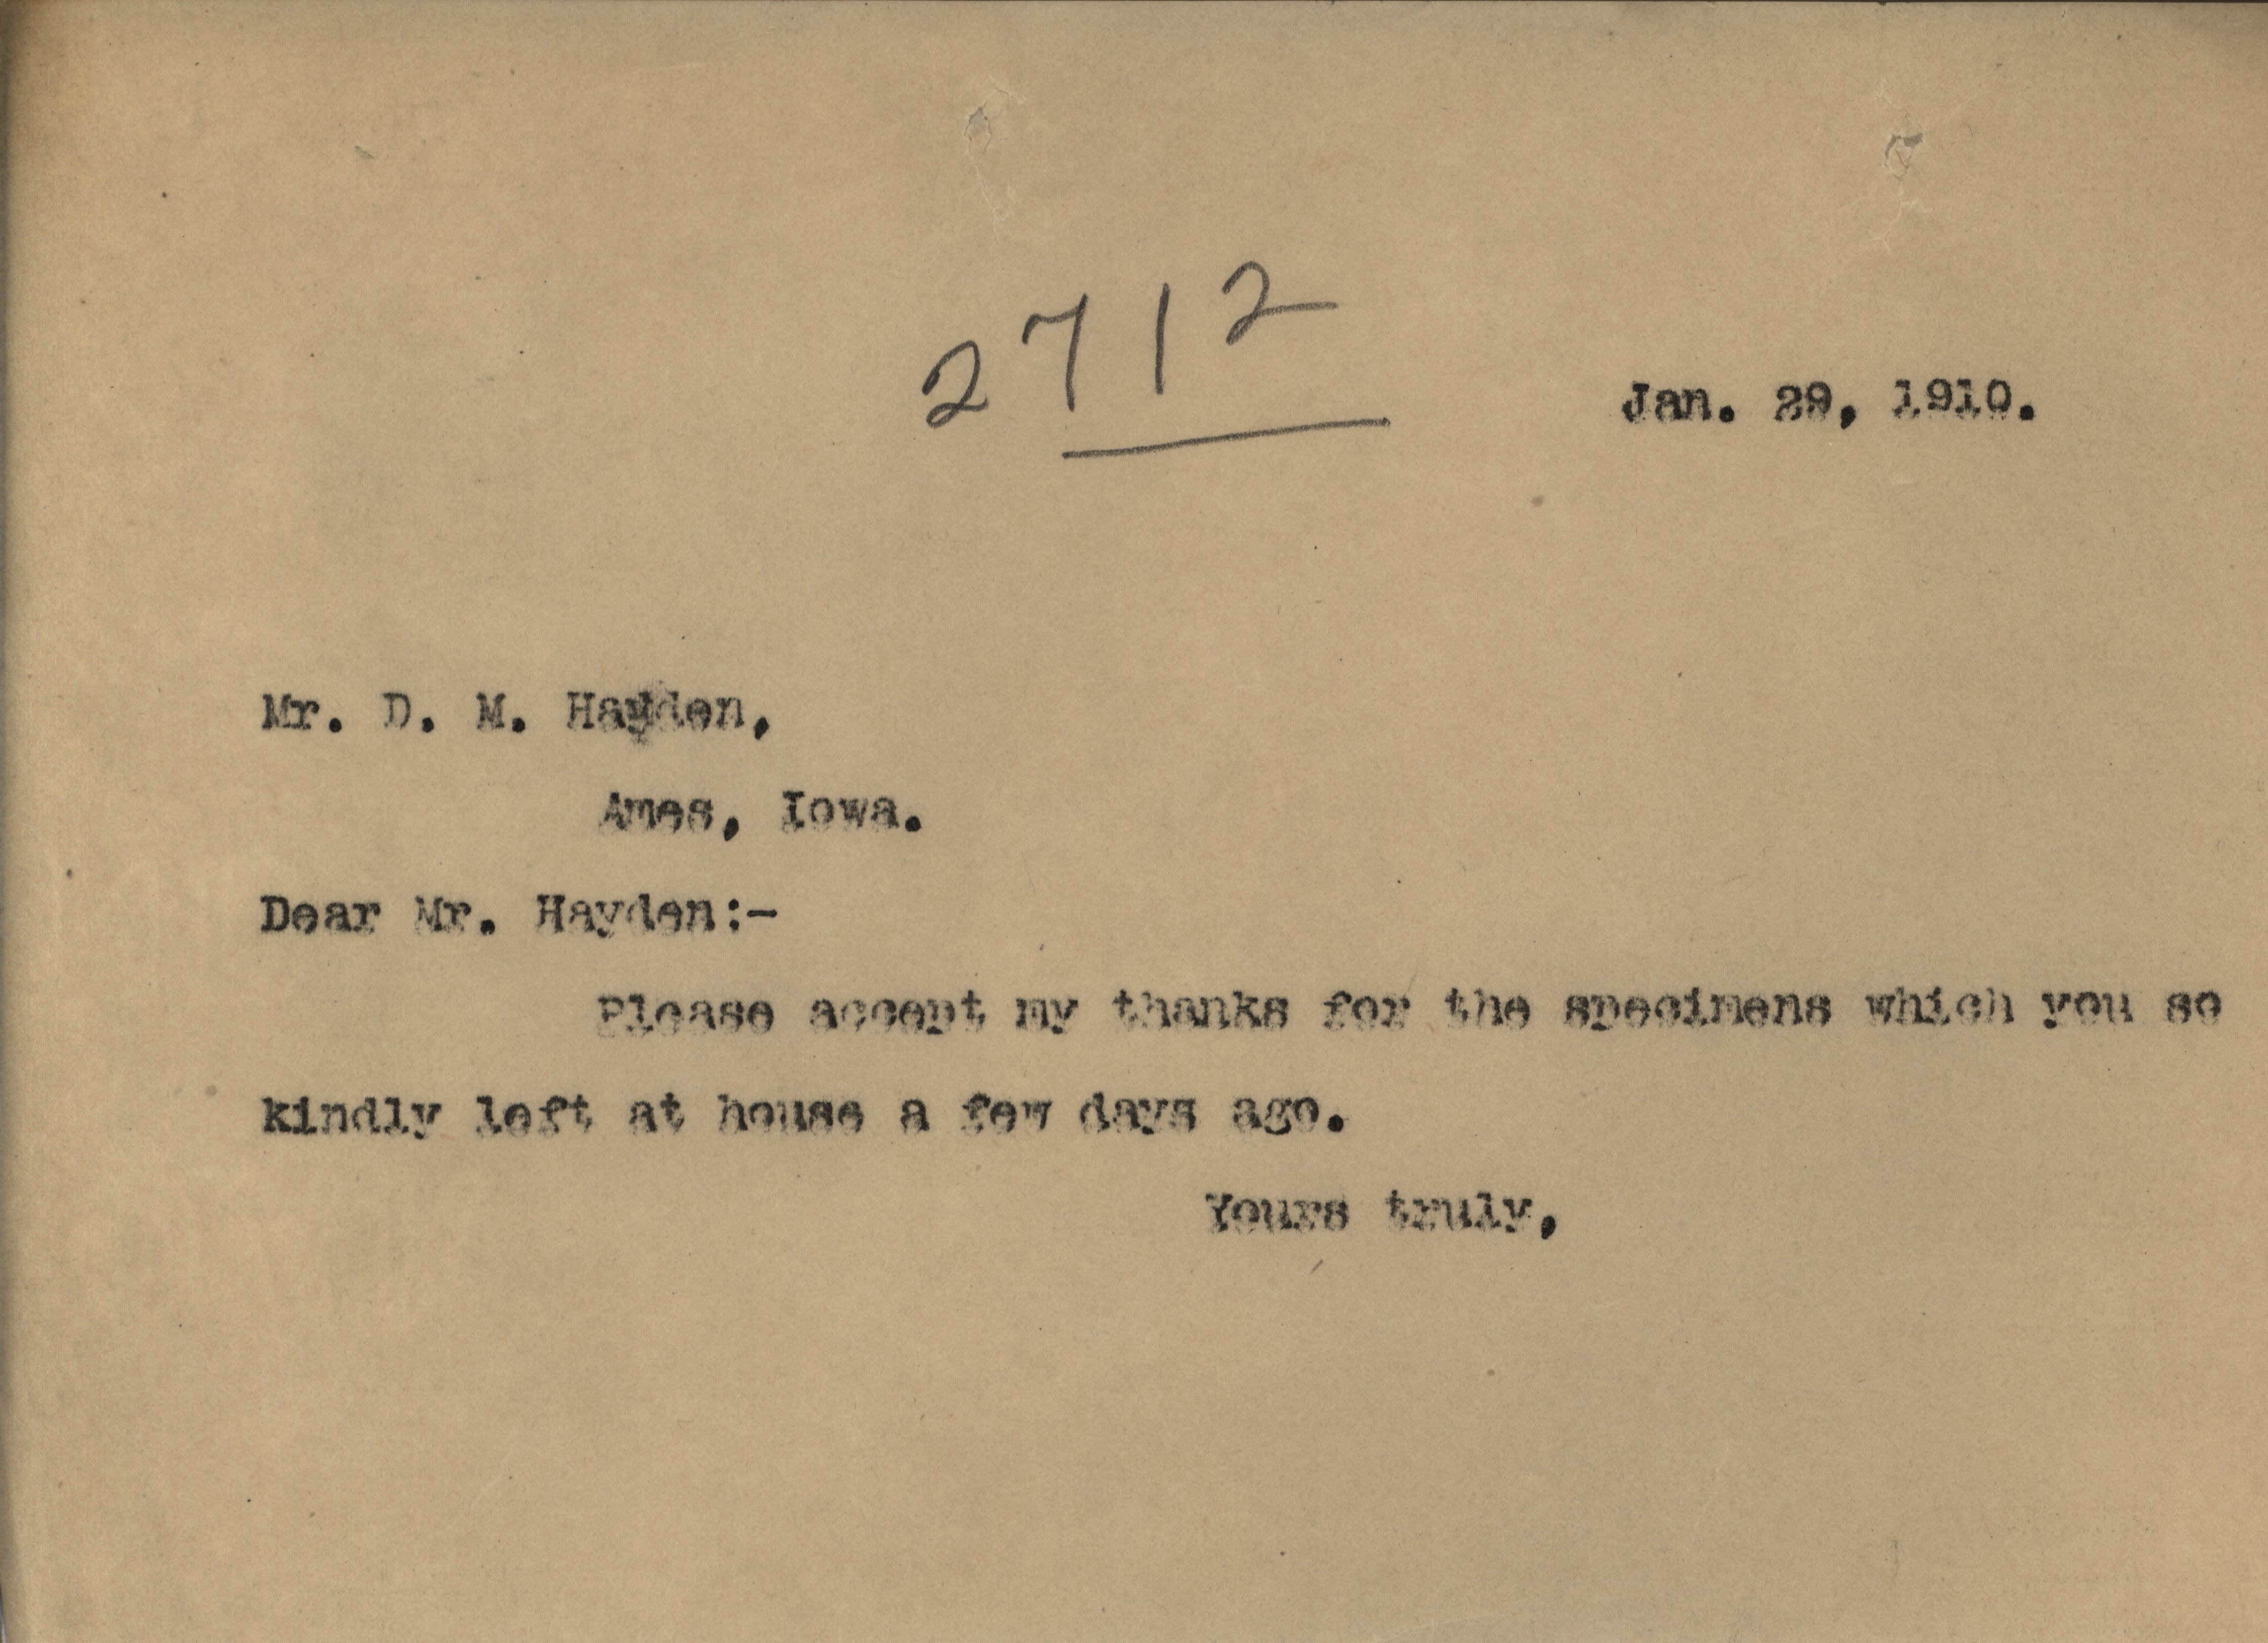 2712
Jan. 29, 1910.
Mr. D. M. Hayden,
Ames, Iowa.
Dear Mr. Hayden:-
Please accept my thanks for the specimens which you so
kindly left at house a few days ago.
Yours truly,